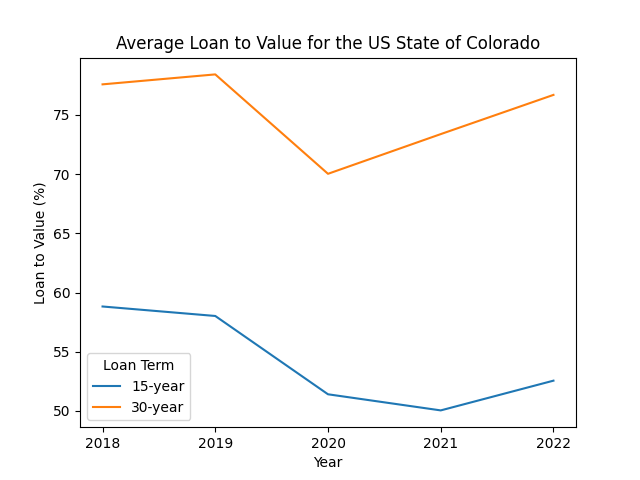 Average Loan to Value for the US State of Colorado
75
70
65
60
55
50
Loan to Value (%)
Loan Term
15-year
30-year
2018 2019 2020 2021 2022
Year